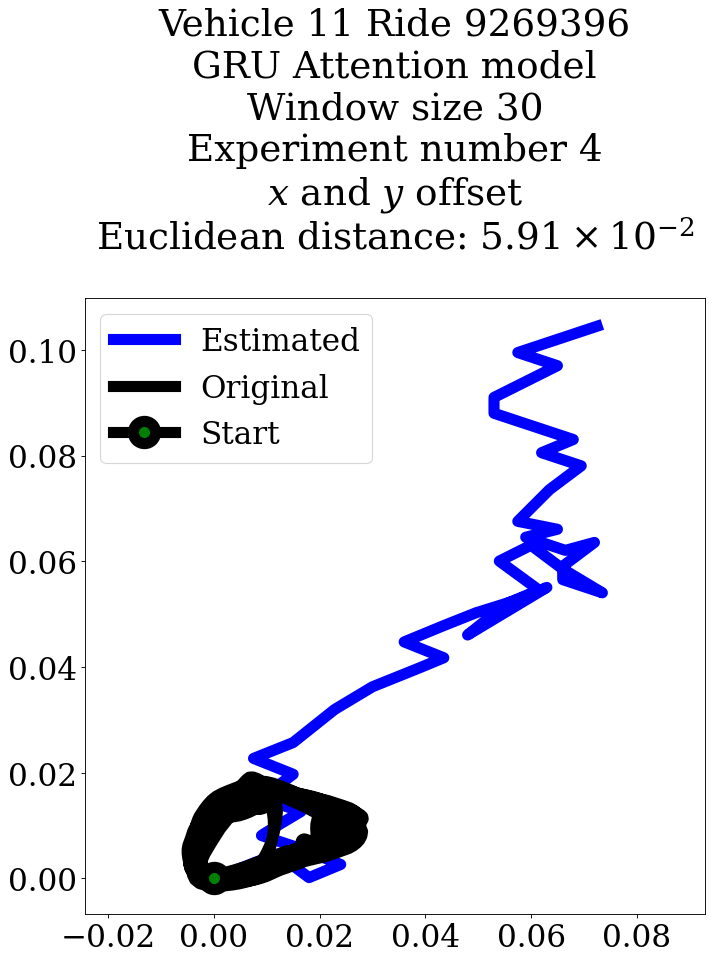 Vehicle 11 Ride 9269396
GRU Attention model
Window size 30
Experiment number 4
x and y offset
Euclidean distance: 5.91 × 10⁻²
Estimated
Original
Start
0.10
0.08
0.06
0.04
0.02
0.00
−0.02 0.00 0.02 0.04 0.06 0.08